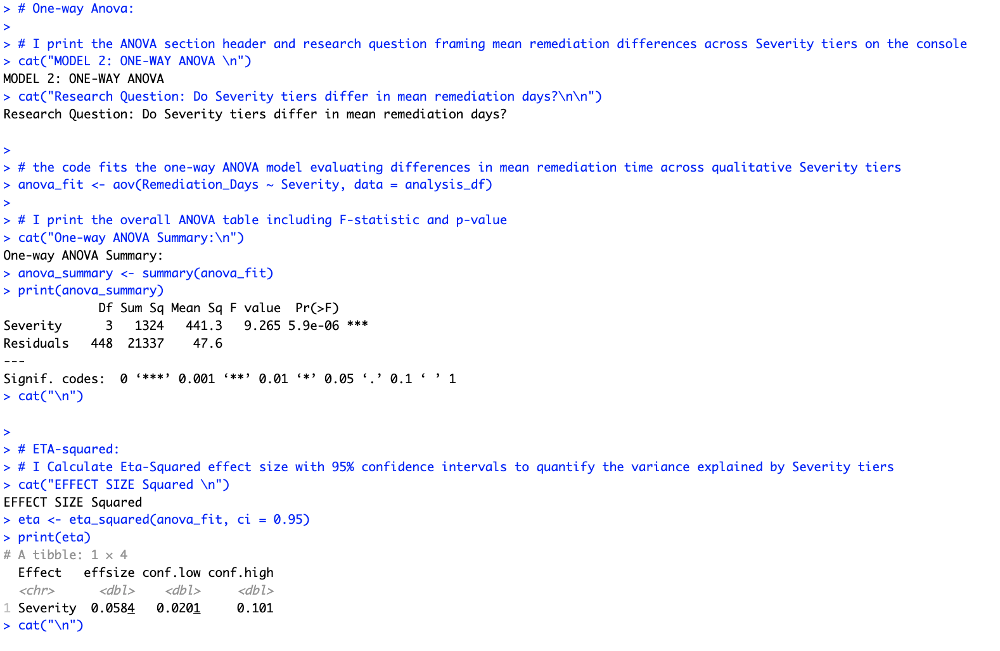 > # One-way Anova:
>
> # I print the ANOVA section header and research question framing mean remediation differences across Severity tiers on the console
> cat("MODEL 2: ONE-WAY ANOVA \n")
MODEL 2: ONE-WAY ANOVA
> cat("Research Question: Do Severity tiers differ in mean remediation days?\n\n")
Research Question: Do Severity tiers differ in mean remediation days?
>
> # the code fits the one-way ANOVA model evaluating differences in mean remediation time across qualitative Severity tiers
> anova_fit <- aov(Remediation_Days ~ Severity, data = analysis_df)
>
> # I print the overall ANOVA table including F-statistic and p-value
> cat("One-way ANOVA Summary:\n")
One-way ANOVA Summary:
> anova_summary <- summary(anova_fit)
> print(anova_summary)
             Df Sum Sq Mean Sq F value  Pr(>F)
Severity      3   1324   441.3   9.265 5.9e-06 ***
Residuals   448  21337    47.6
---
Signif. codes:  0 ‘***’ 0.001 ‘**’ 0.01 ‘*’ 0.05 ‘.’ 0.1 ‘ ’ 1
> cat("\n")
>
> # ETA-squared:
> # I Calculate Eta-Squared effect size with 95% confidence intervals to quantify the variance explained by Severity tiers
> cat("EFFECT SIZE Squared \n")
EFFECT SIZE Squared
> eta <- eta_squared(anova_fit, ci = 0.95)
> print(eta)
# A tibble: 1 × 4
  Effect   effsize conf.low conf.high
  <chr>      <dbl>    <dbl>     <dbl>
1 Severity  0.0584   0.0201     0.101
> cat("\n")